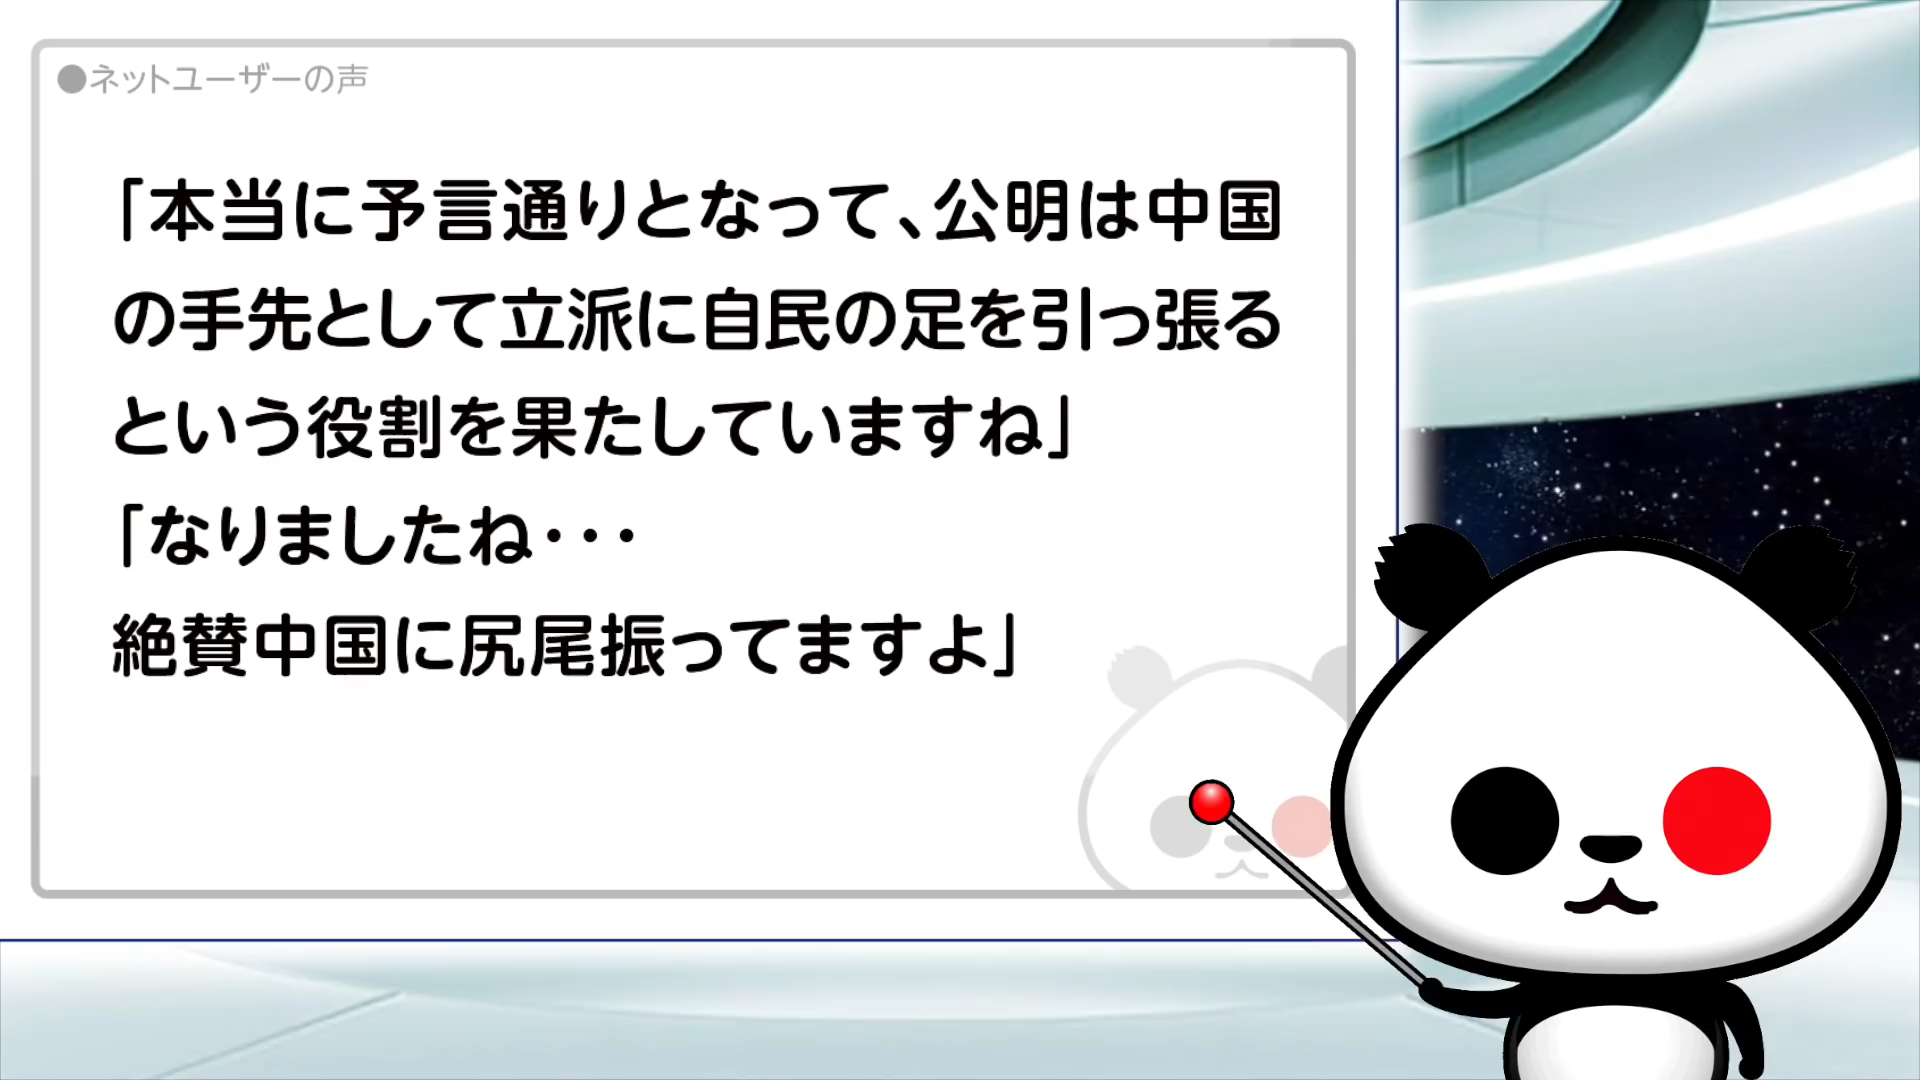 ●ネットユーザーの声
「本当に予言通りとなって、公明は中国
の手先として立派に自民の足を引っ張る
という役割を果たしていますね」
「なりましたね・・・
絶賛中国に尻尾振ってますよ」